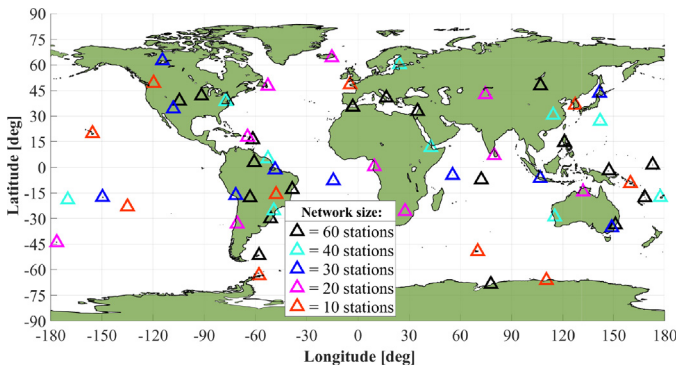 90
75
60
45
30
15
0
-15
-30
-45
-60
-75
-90
Latitude [deg]
Network size:
= 60 stations
= 40 stations
= 30 stations
= 20 stations
= 10 stations
-180 -150 -120 -90 -60 -30 0 30 60 90 120 150 180
Longitude [deg]